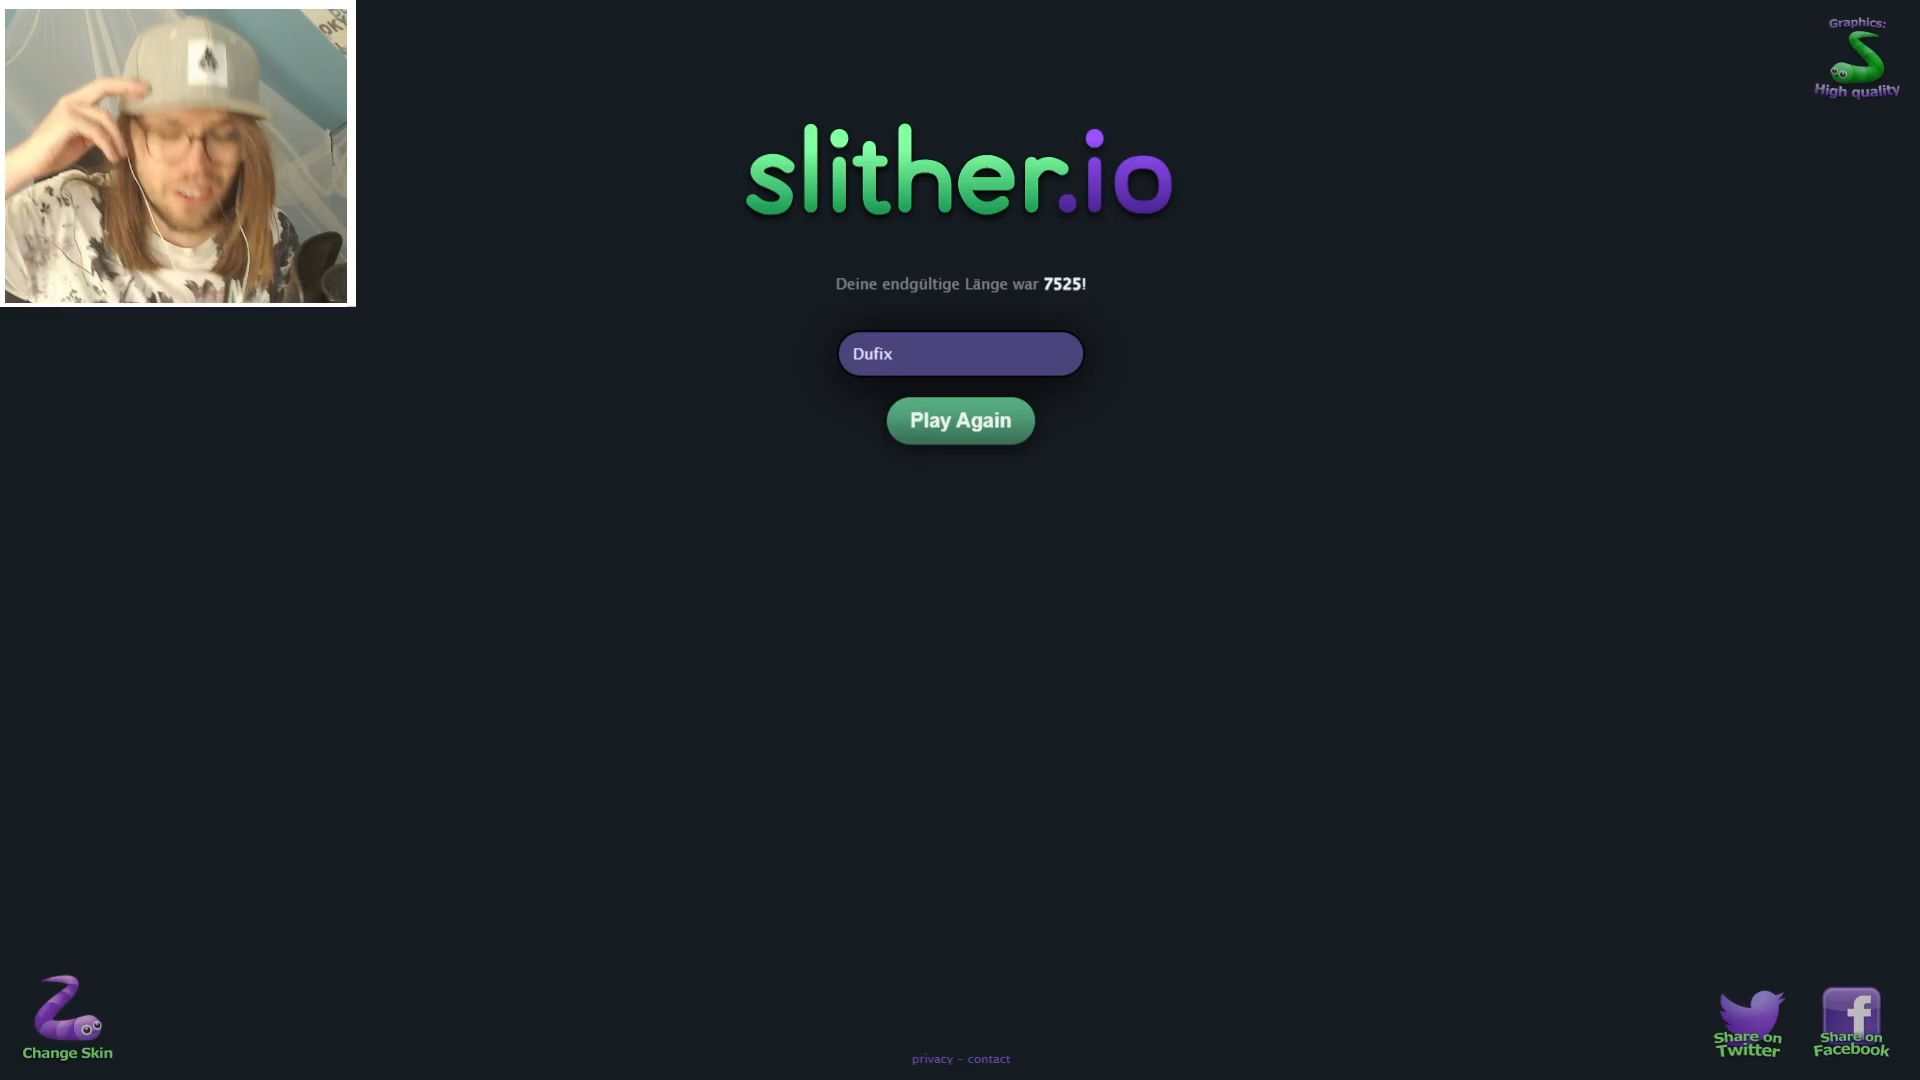 Graphics:
High quality
slither.io
Deine endgültige Länge war 7525!
Dufix
Play Again
Change Skin
privacy - contact
Share on
Twitter
Share on
Facebook